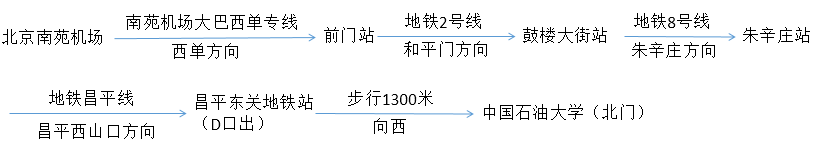 北京南苑机场
南苑机场大巴西单专线
西单方向
前门站
地铁2号线
和平门方向
鼓楼大街站
地铁8号线
朱辛庄方向
朱辛庄站
地铁昌平线
昌平西山口方向
昌平东关地铁站
（D口出）
步行1300米
向西
中国石油大学（北门）